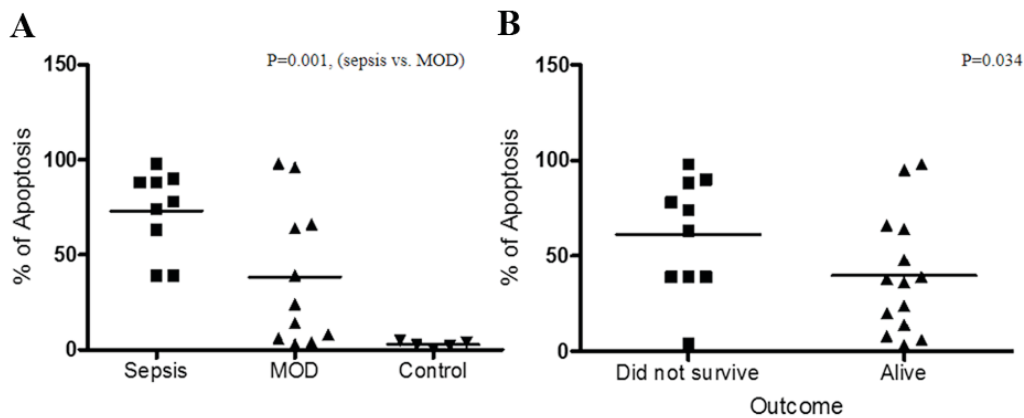 A
P=0.001, (sepsis vs. MOD)
150
100
50
0
% of Apoptosis
Sepsis MOD Control
B
P=0.034
150
100
50
0
% of Apoptosis
Did not survive Alive
Outcome